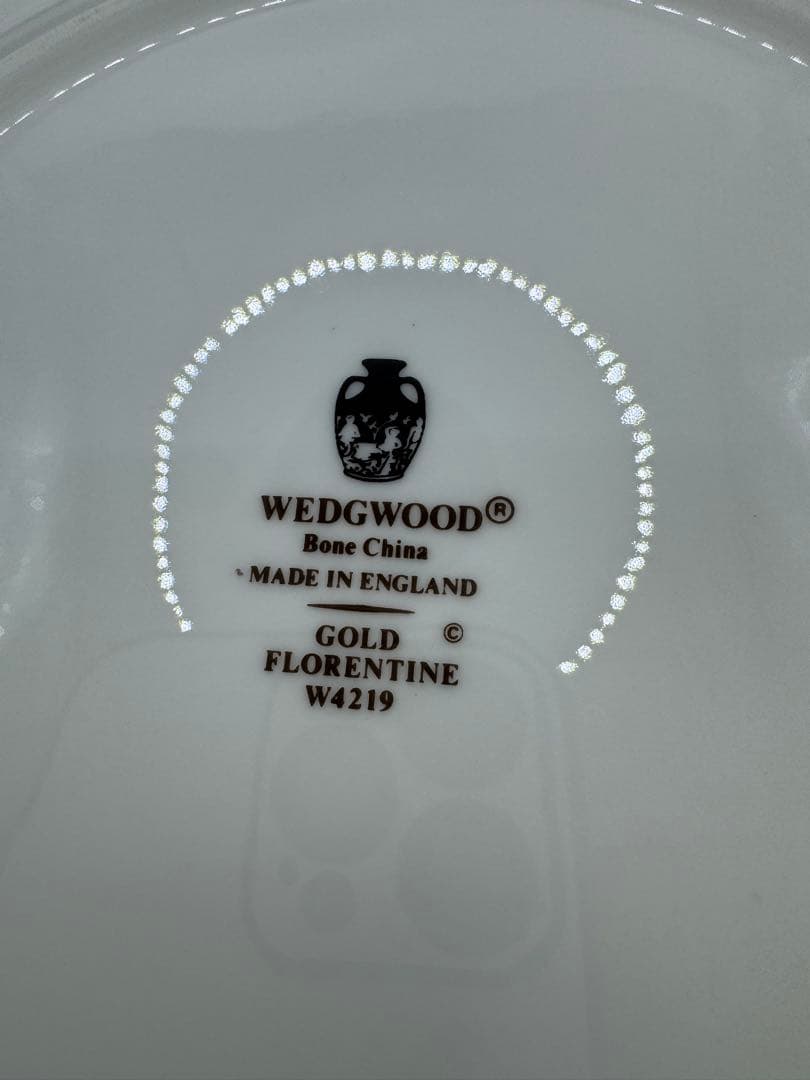 WEDGWOOD®
Bone China
MADE IN ENGLAND
GOLD ©
FLORENTINE
W4219